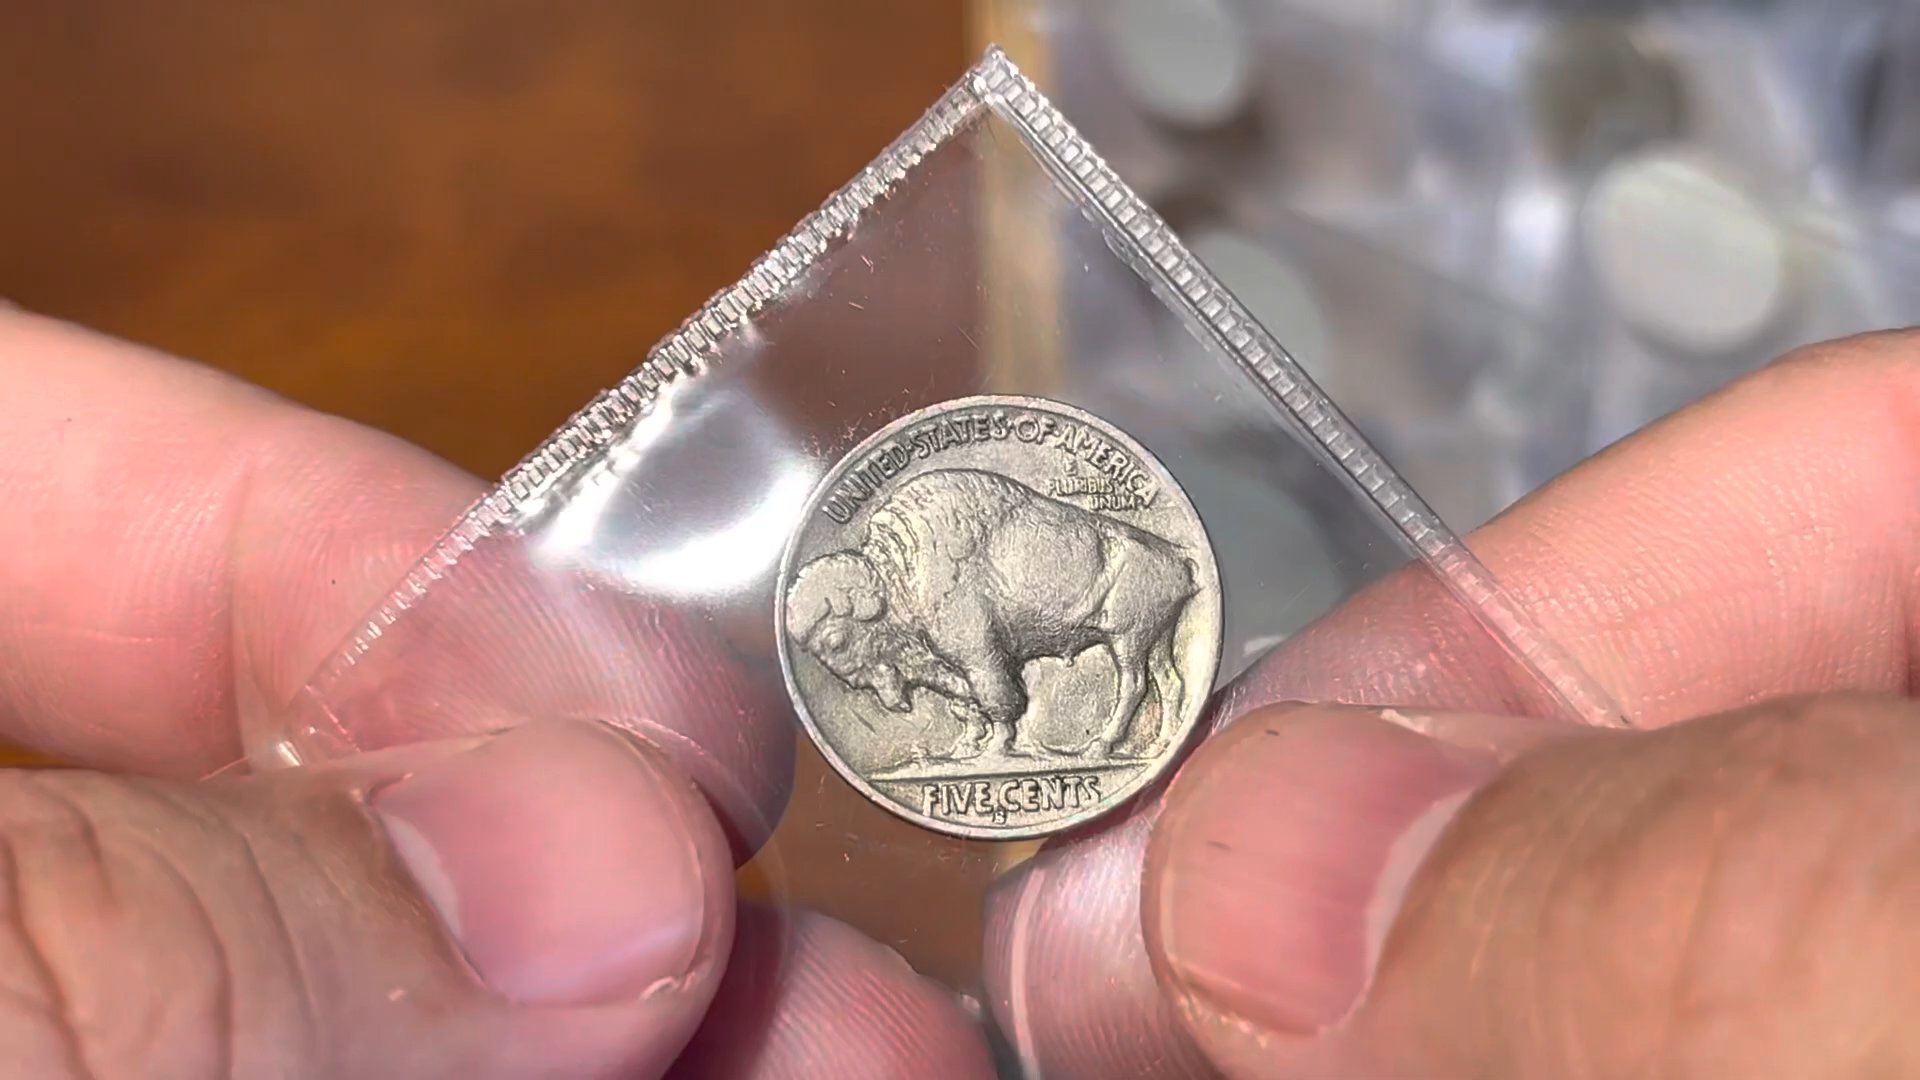 UNITED·STATES·OF·AMERICA
E
PLURIBUS
UNUM
FIVE CENTS
S